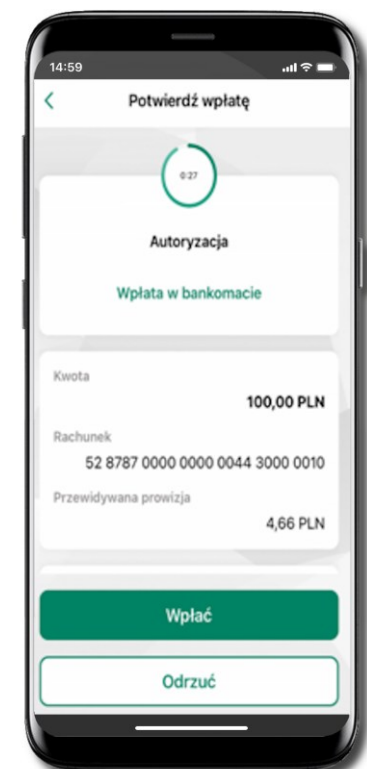 14:59
Potwierdź wpłatę
0:27
Autoryzacja
Wpłata w bankomacie
Kwota
100,00 PLN
Rachunek
52 8787 0000 0000 0044 3000 0010
Przewidywana prowizja
4,66 PLN
Wpłać
Odrzuć